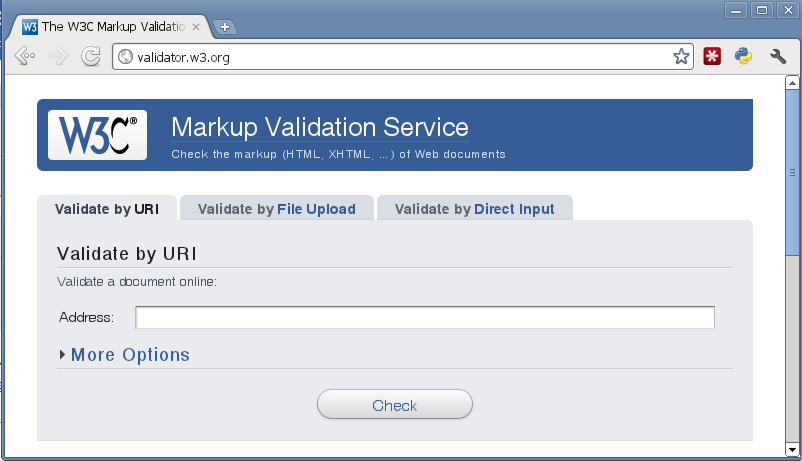 W3 The W3C Markup Validatio
validator.w3.org
W3C® Markup Validation Service
Check the markup (HTML, XHTML, ...) of Web documents
Validate by URI Validate by File Upload Validate by Direct Input
Validate by URI
Validate a document online:
Address:
More Options
Check